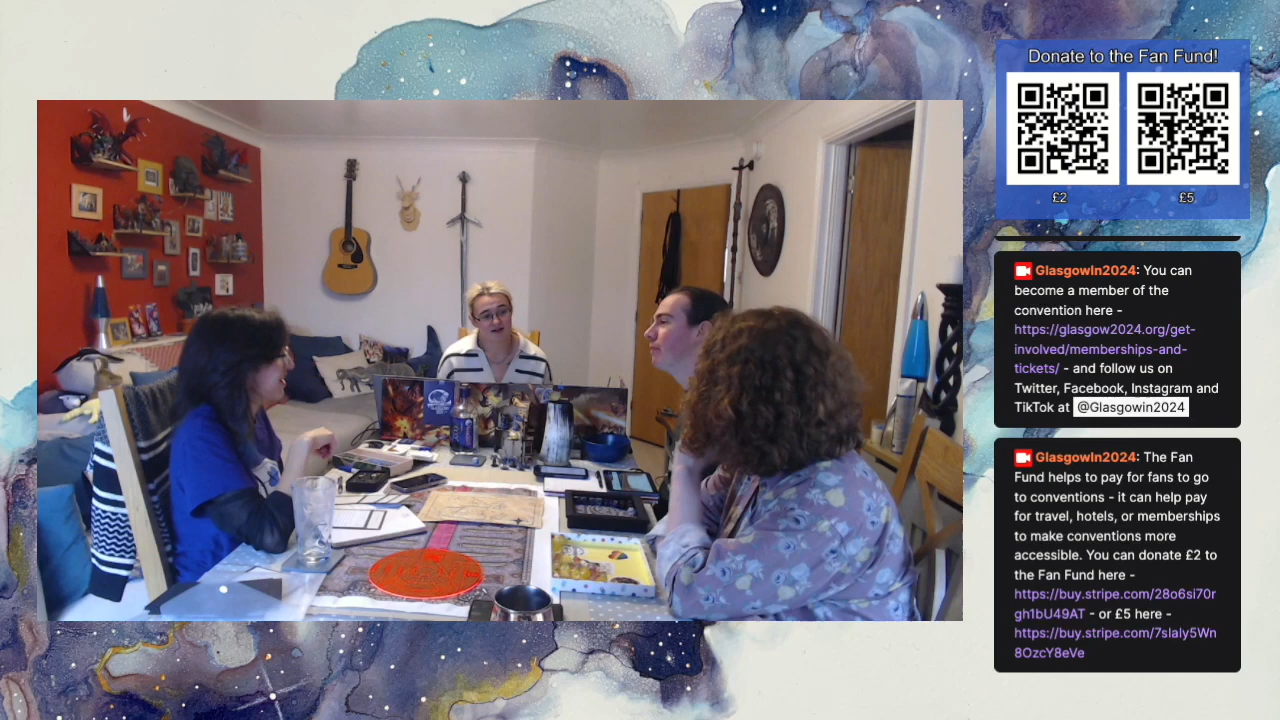 Donate to the Fan Fund!
£2 £5
GlasgowIn2024: You can
become a member of the
convention here -
https://glasgow2024.org/get-
involved/memberships-and-
tickets/ - and follow us on
Twitter, Facebook, Instagram and
TikTok at @Glasgowin2024
GlasgowIn2024: The Fan
Fund helps to pay for fans to go
to conventions - it can help pay
for travel, hotels, or memberships
to make conventions more
accessible. You can donate £2 to
the Fan Fund here -
https://buy.stripe.com/28o6si70r
gh1bU49AT - or £5 here -
https://buy.stripe.com/7slaly5Wn
8OzcY8eVe